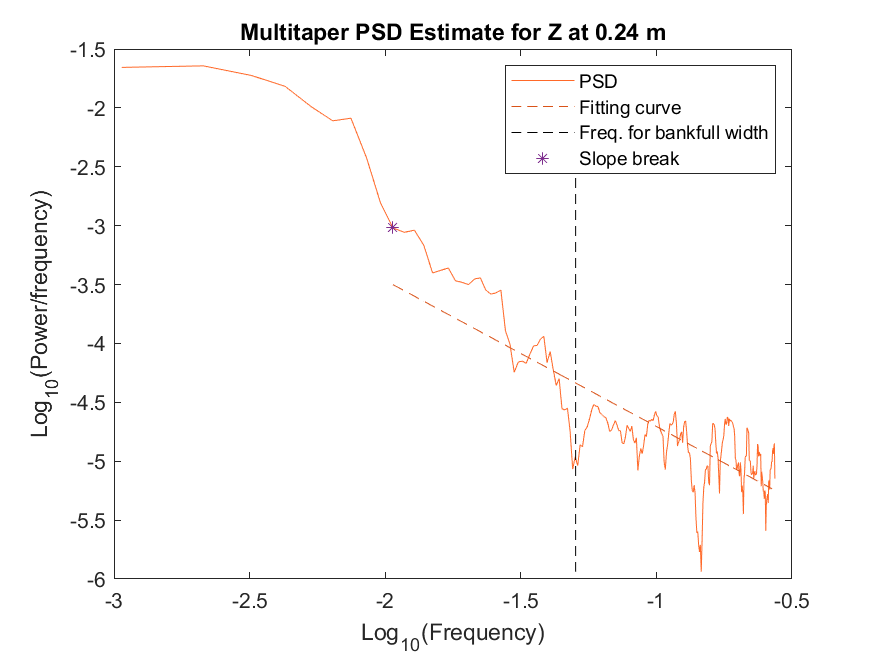 Multitaper PSD Estimate for Z at 0.24 m
-1.5
-2
-2.5
-3
-3.5
-4
-4.5
-5
-5.5
-6
Log10(Power/frequency)
PSD
Fitting curve
Freq. for bankfull width
Slope break
-3
-2.5
-2
-1.5
-1
-0.5
Log10(Frequency)